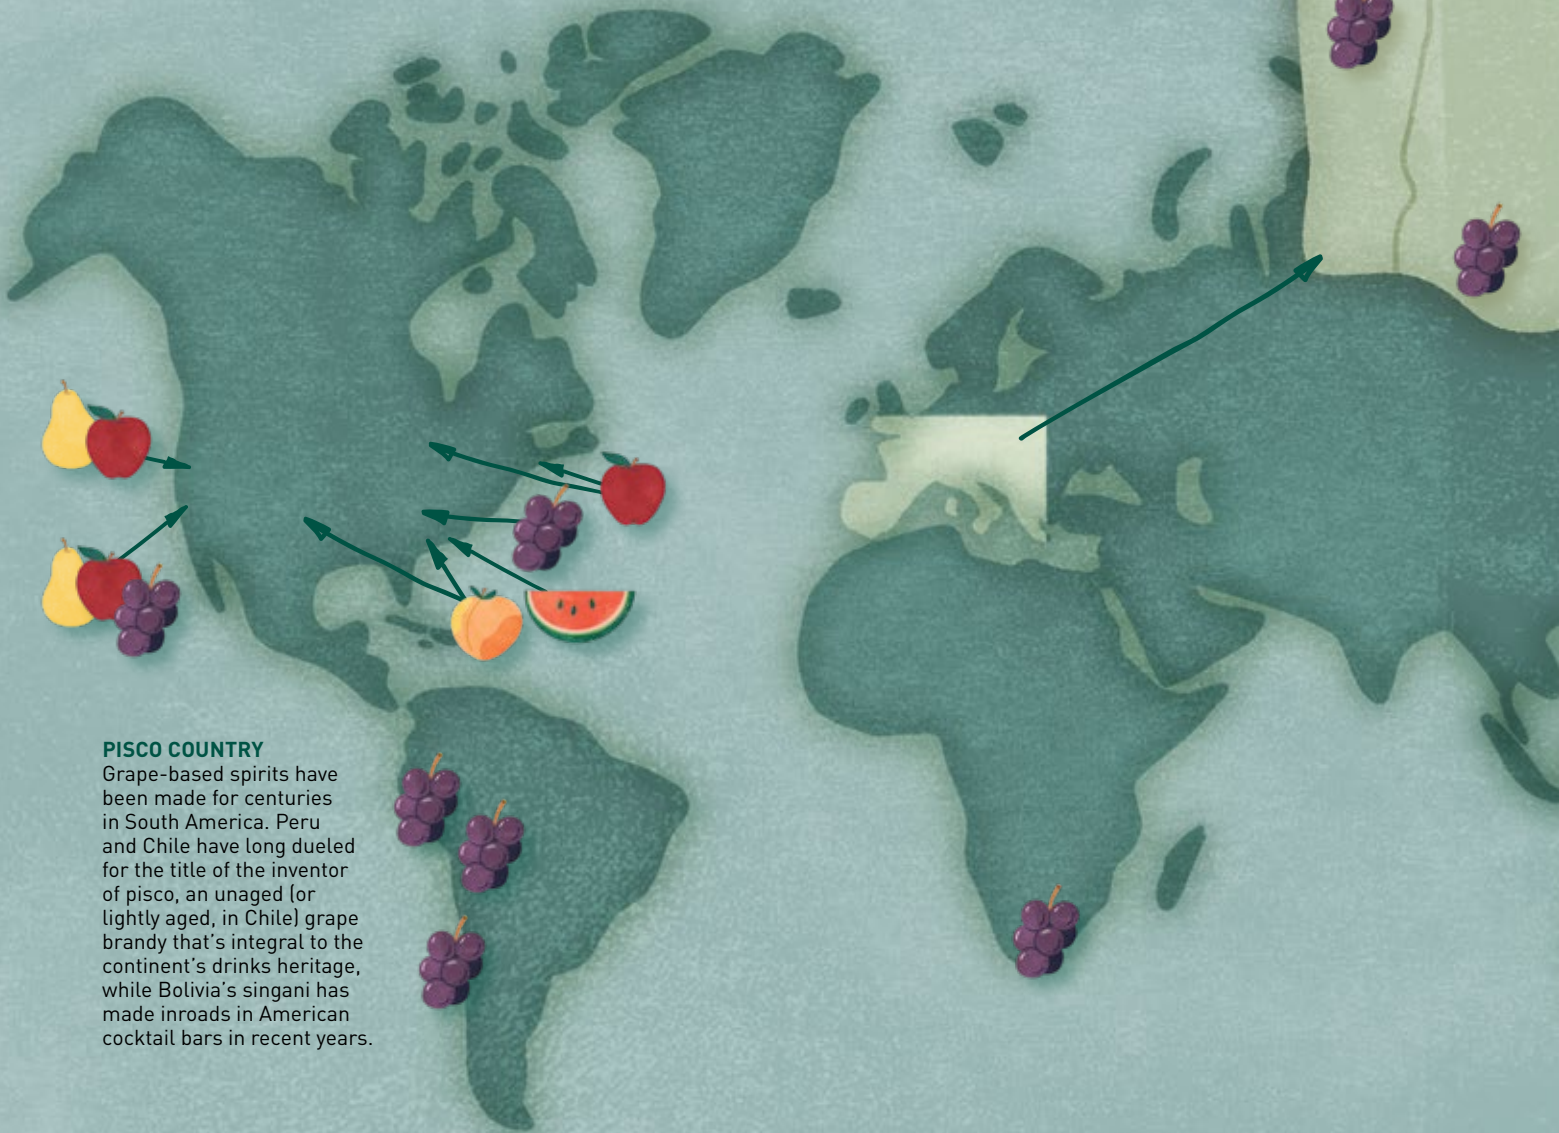 PISCO COUNTRY
Grape-based spirits have
been made for centuries
in South America. Peru
and Chile have long dueled
for the title of the inventor
of pisco, an unaged (or
lightly aged, in Chile) grape
brandy that’s integral to the
continent’s drinks heritage,
while Bolivia’s singani has
made inroads in American
cocktail bars in recent years.